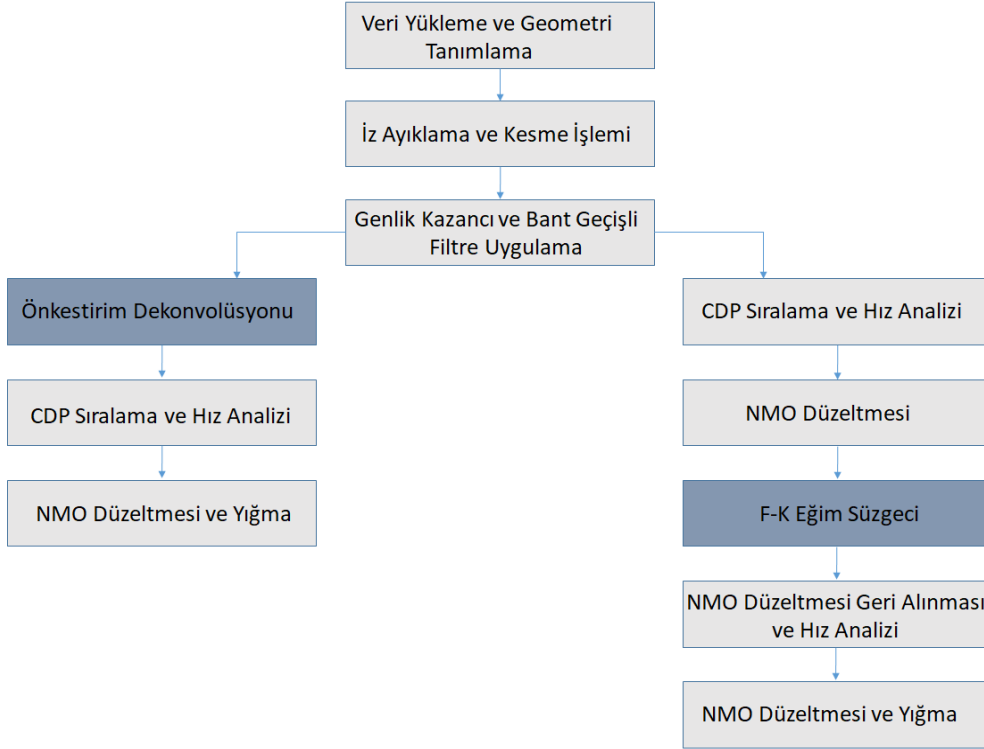 Veri Yükleme ve Geometri
Tanımlama
İz Ayıklama ve Kesme İşlemi
Genlik Kazancı ve Bant Geçişli
Filtre Uygulama
Önkestirim Dekonvolüsyonu
CDP Sıralama ve Hız Analizi
NMO Düzeltmesi ve Yığma
CDP Sıralama ve Hız Analizi
NMO Düzeltmesi
F-K Eğim Süzgeci
NMO Düzeltmesi Geri Alınması
ve Hız Analizi
NMO Düzeltmesi ve Yığma